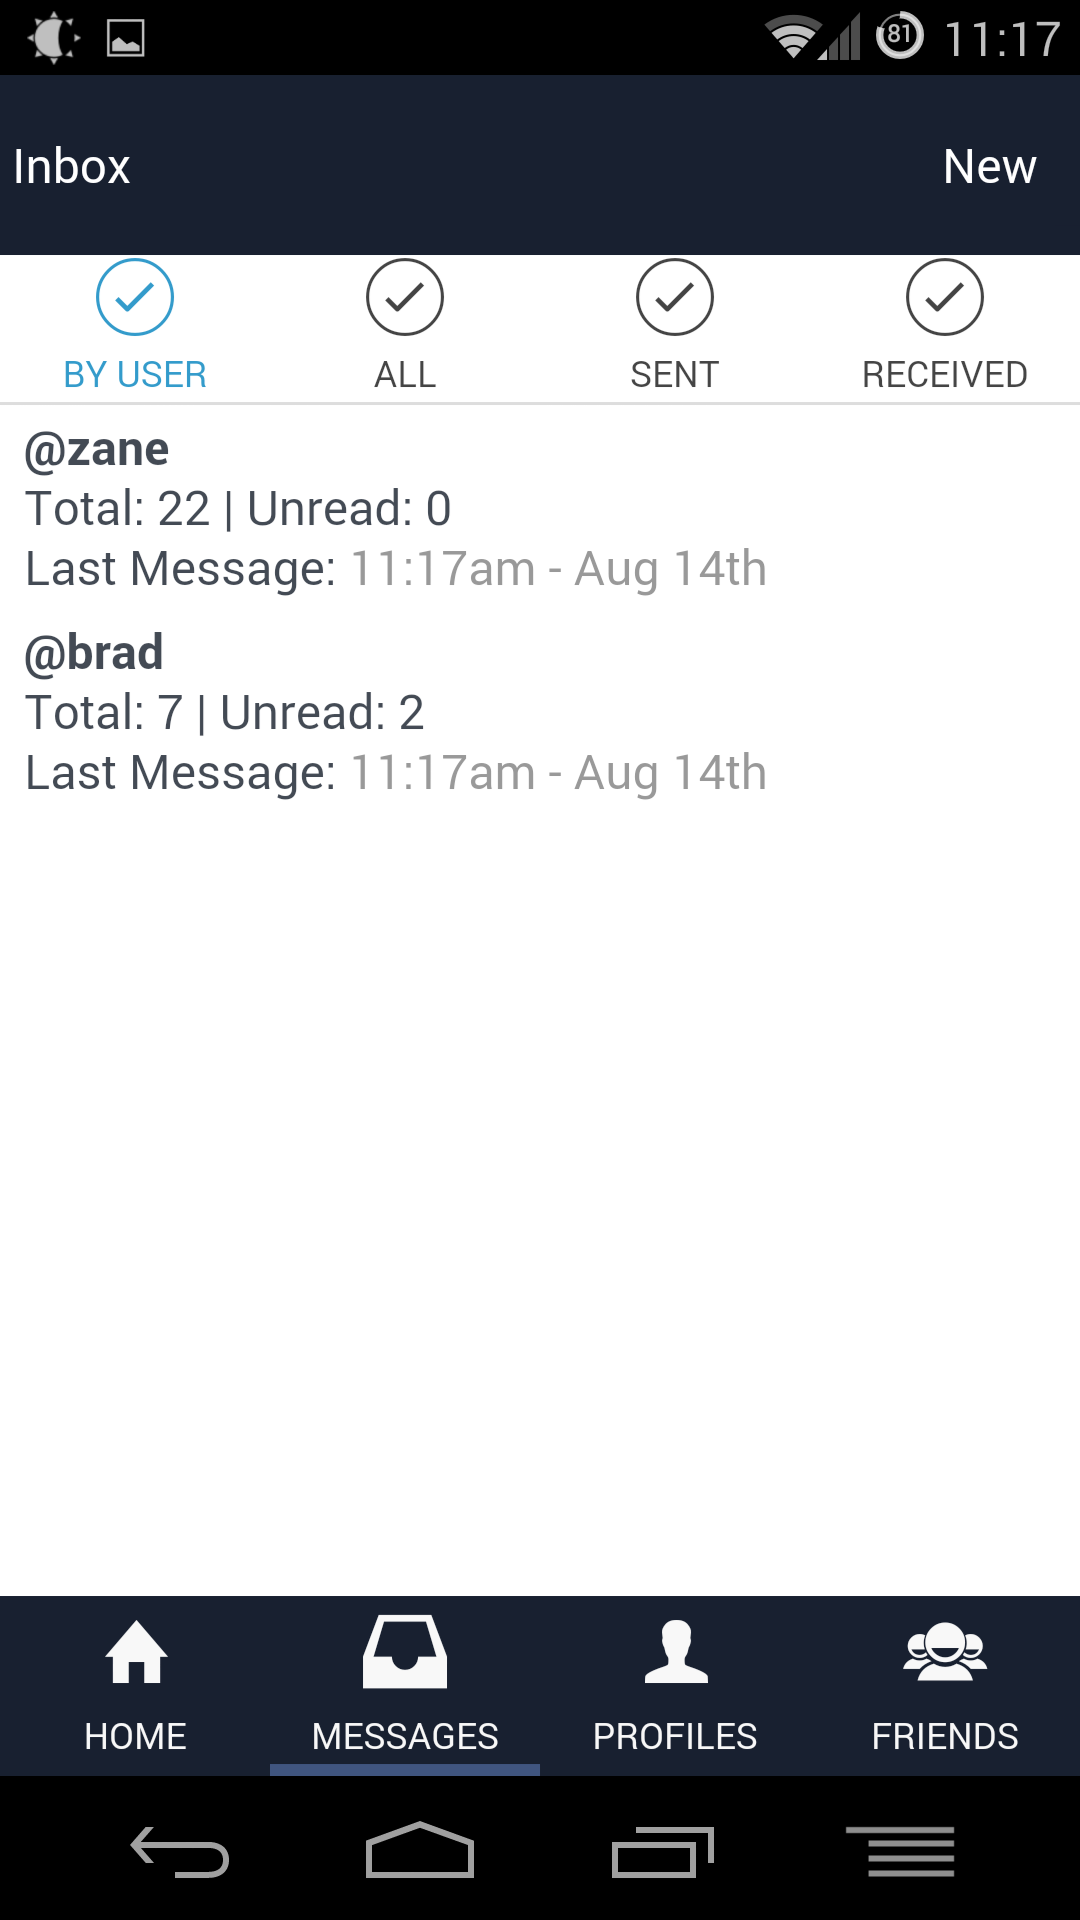 81 11:17
Inbox New
BY USER ALL SENT RECEIVED
@zane
Total: 22 | Unread: 0
Last Message: 11:17am - Aug 14th
@brad
Total: 7 | Unread: 2
Last Message: 11:17am - Aug 14th
HOME MESSAGES PROFILES FRIENDS